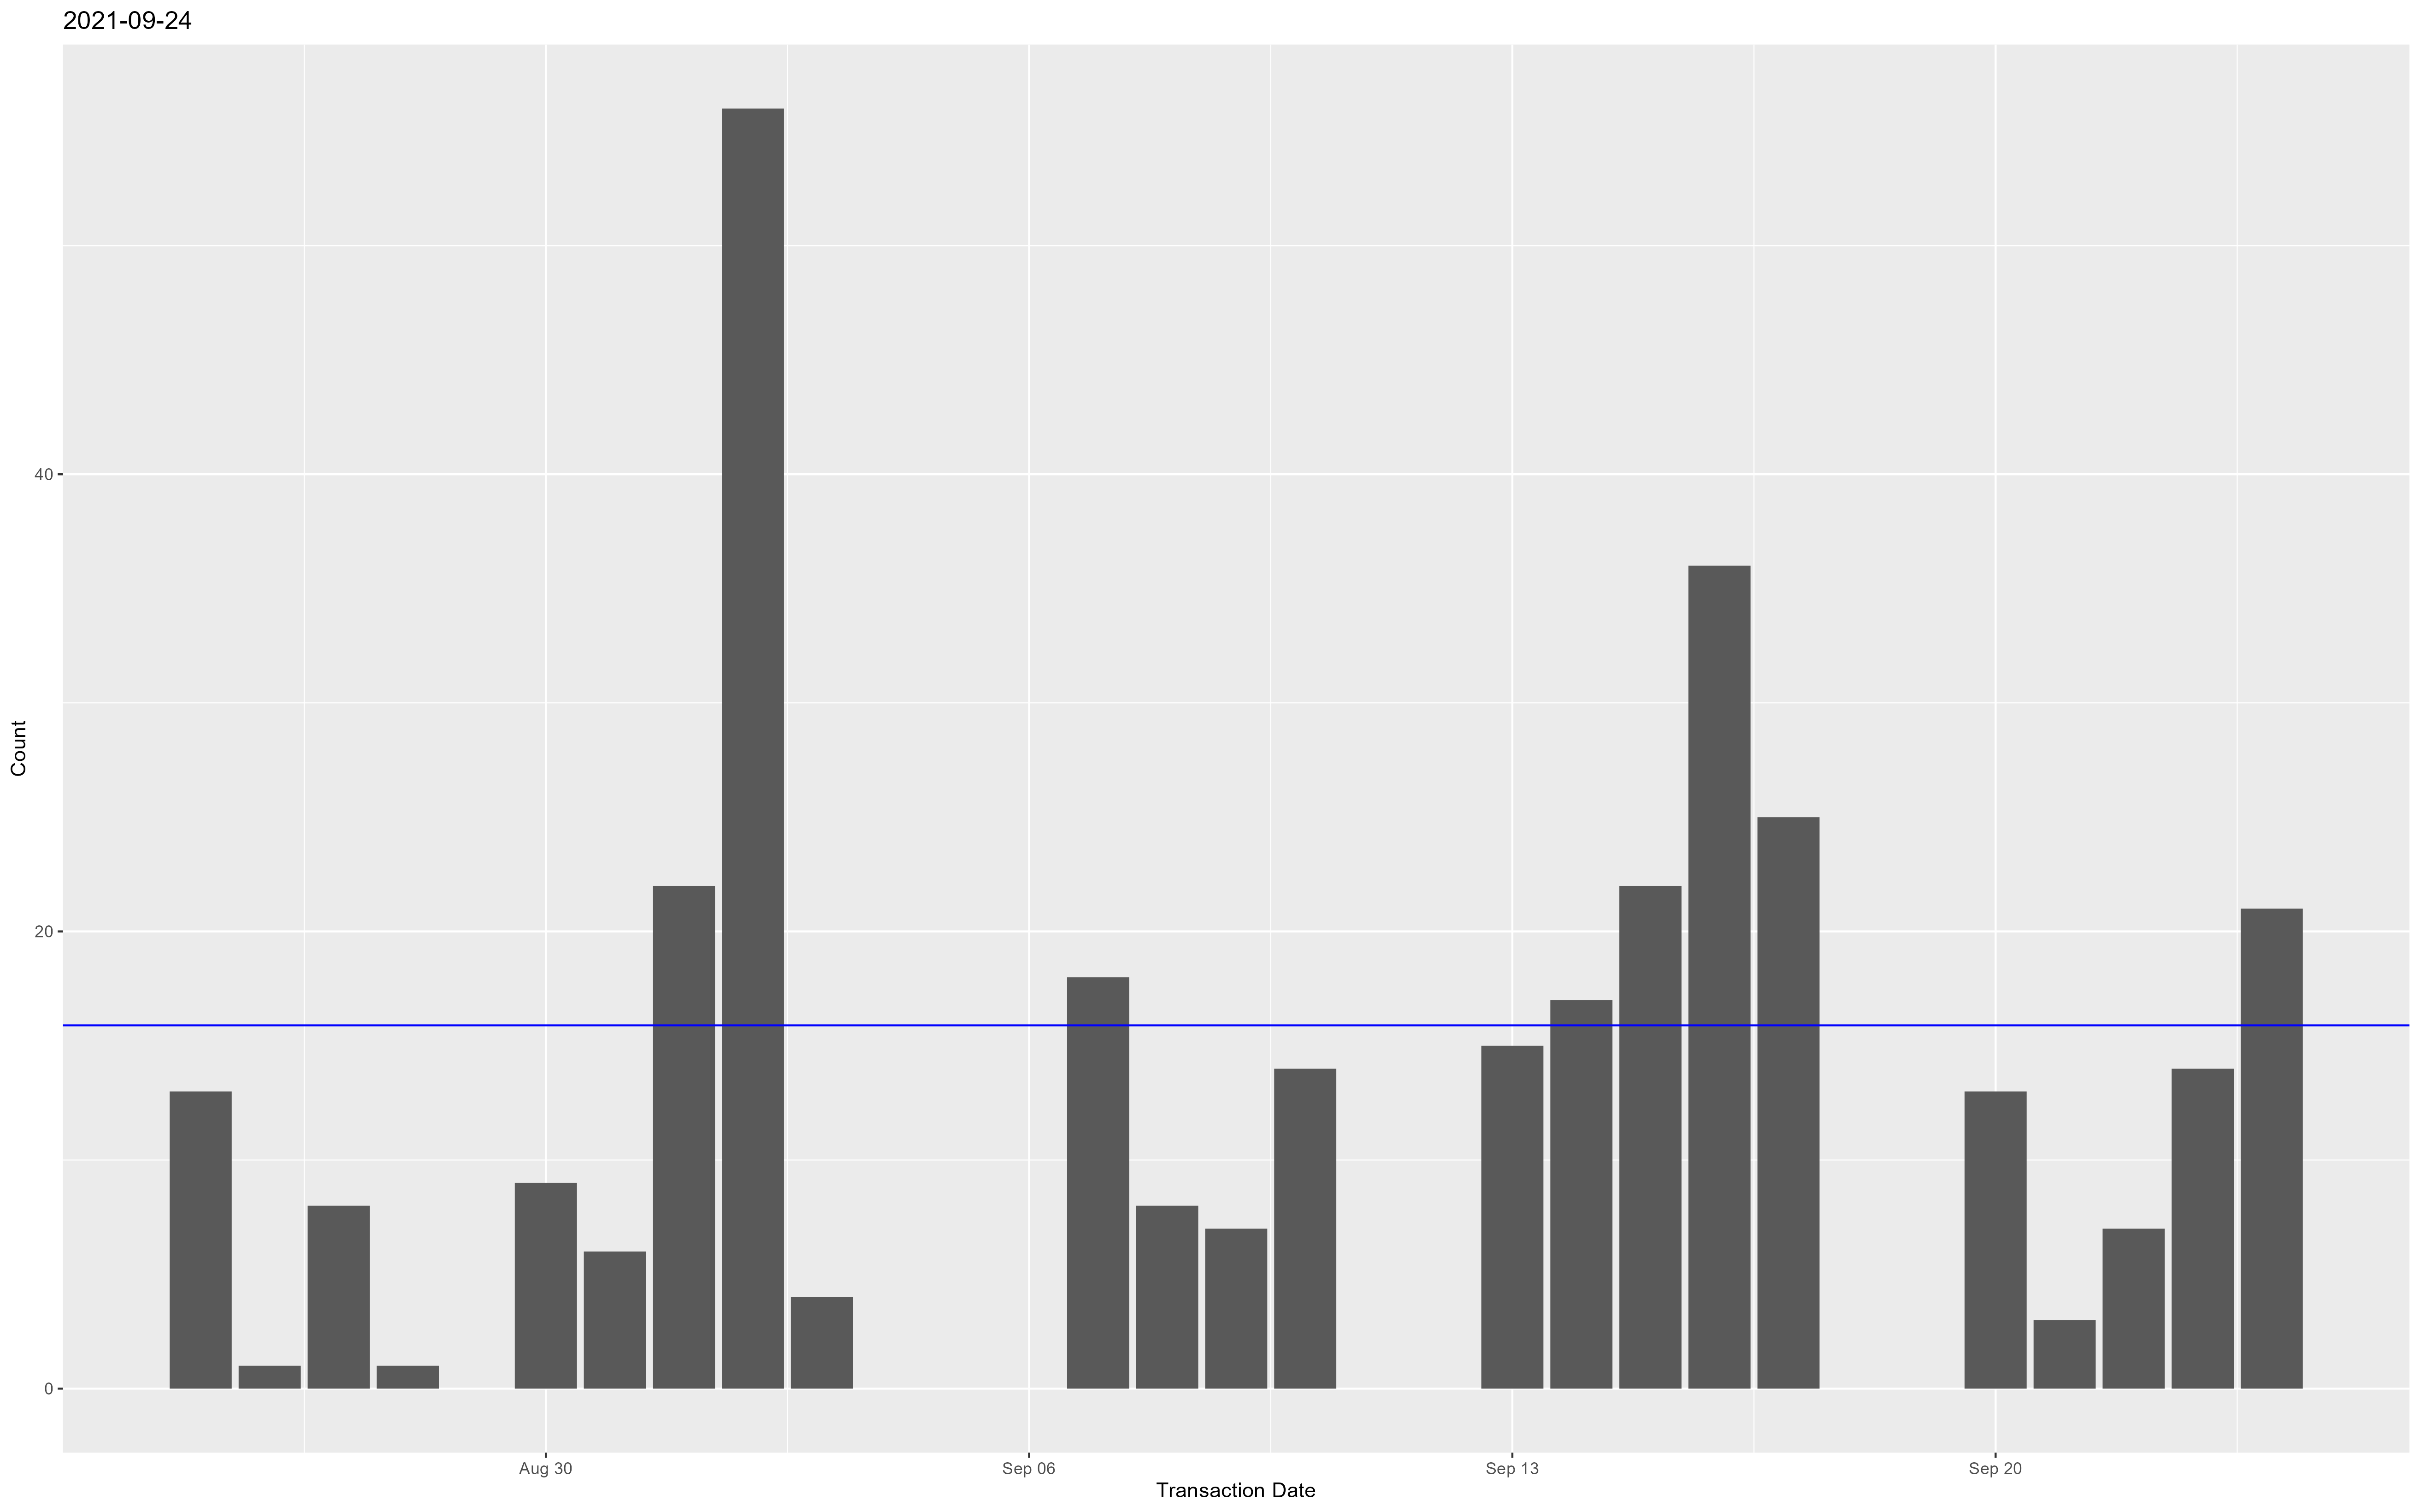 2021-09-24
Count
40
20
0
Aug 30
Sep 06
Sep 13
Sep 20
Transaction Date